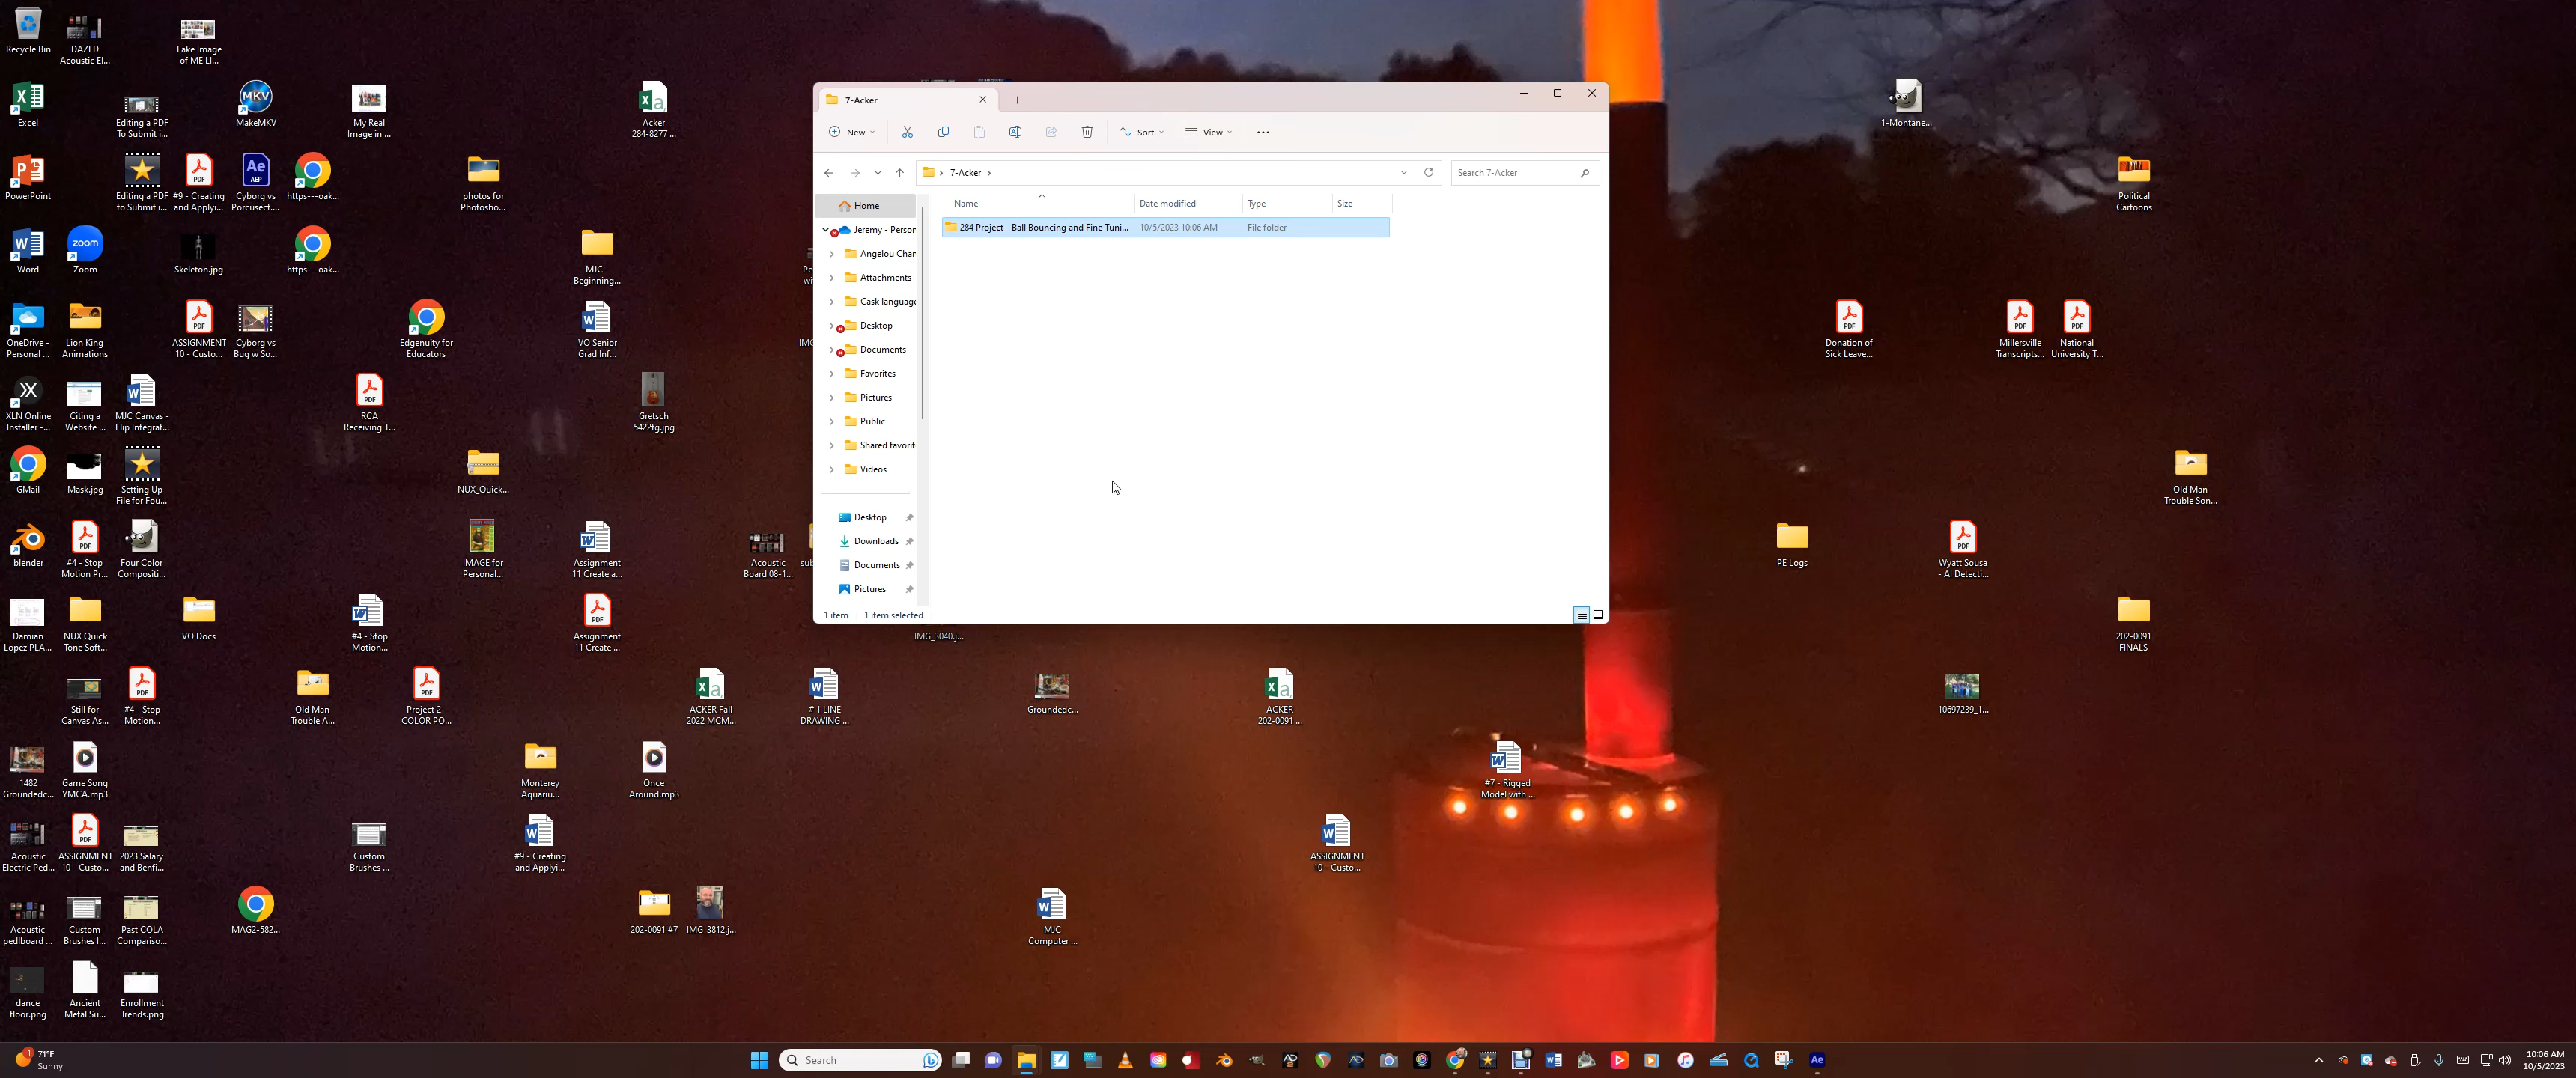 Recycle Bin
DAZED
Acoustic El...
Fake Image
of ME LI...
Excel
Editing a PDF
To Submit i...
MKV
MakeMKV
My Real
Image in ...
Acker
284-8277 ...
PowerPoint
Editing a PDF
to Submit i...
#9 - Creating
and Applyi...
Cyborg vs
Porcusect...
https---oak...
photos for
Photosho...
Word
zoom
Zoom
Skeleton.jpg
https---oak...
MJC -
Beginning...
OneDrive -
Personal ...
Lion King
Animations
ASSIGNMENT
10 - Custo...
Cyborg vs
Bug w So...
Edgenuity for
Educators
VO Senior
Grad Inf...
XLN Online
Installer -...
Citing a
Website ...
MJC Canvas -
Flip Integrat...
RCA
Receiving T...
Gretsch
5422tg.jpg
GMail
Mask.jpg
Setting Up
File for Fou...
NUX_Quick...
blender
#4 - Stop
Motion Pr...
Four Color
Compositi...
IMAGE for
Personal...
Assignment
11 Create a...
Acoustic
Board 08-1...
Damian
Lopez PLA...
NUX Quick
Tone Soft...
VO Docs
#4 - Stop
Motion...
Assignment
11 Create ...
IMG_3040.j...
Still for
Canvas As...
#4 - Stop
Motion...
Old Man
Trouble A...
Project 2 -
COLOR PO...
ACKER Fall
2022 MCM...
# 1 LINE
DRAWING ...
Groundedc...
ACKER
202-0091 ...
1482
Groundedc...
Game Song
YMCA.mp3
Monterey
Aquariu...
Once
Around.mp3
#7 - Rigged
Model with ...
Acoustic
Electric Ped...
ASSIGNMENT
10 - Custo...
2023 Salary
and Benfi...
Custom
Brushes ...
#9 - Creating
and Applyi...
ASSIGNMENT
10 - Custo...
Acoustic
pedlboard ...
Custom
Brushes I...
Past COLA
Compariso...
MAG2-582...
202-0091 #7
IMG_3812.j...
MJC
Computer ...
dance
floor.png
Ancient
Metal Su...
Enrollment
Trends.png
7-Acker
New
Sort
View
7-Acker
Search 7-Acker
Name
Date modified
Type
Size
284 Project - Ball Bouncing and Fine Tuni...
10/5/2023 10:06 AM
File folder
Home
Jeremy - Person
Angelou Char
Attachments
Cask language
Desktop
Documents
Favorites
Pictures
Public
Shared favorit
Videos
Desktop
Downloads
Documents
Pictures
1 item
1 item selected
1-Montane...
Political
Cartoons
Donation of
Sick Leave...
Millersville
Transcripts...
National
University T...
Old Man
Trouble Son...
PE Logs
Wyatt Sousa
- AI Detecti...
202-0091
FINALS
10697239_1...
71°F
Sunny
Search
10:06 AM
10/5/2023